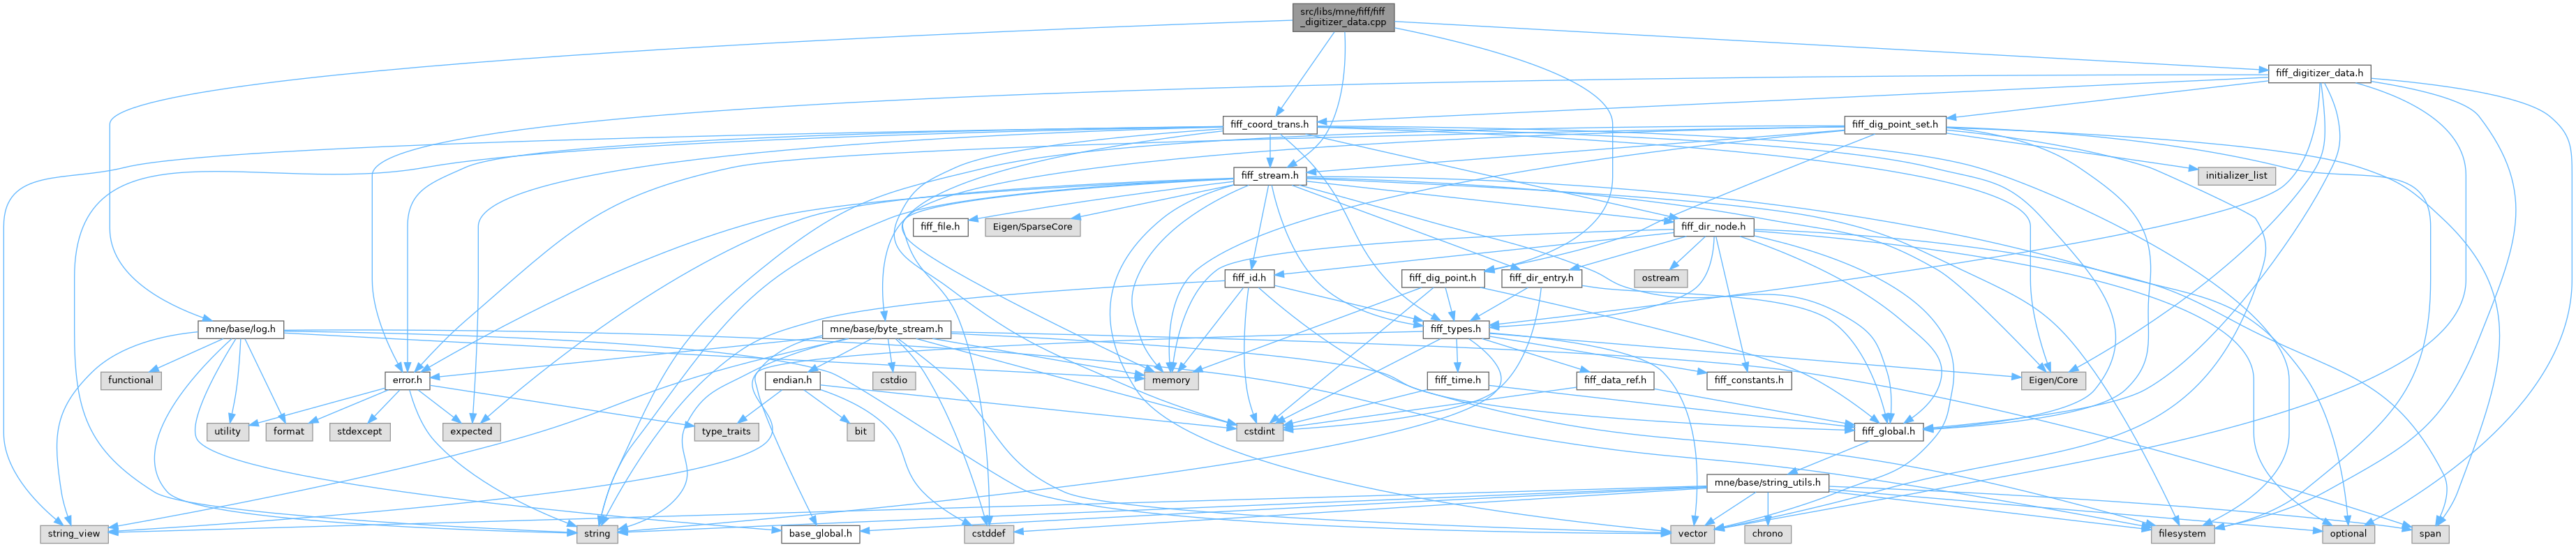 src/libs/mne/fiff/fiff
_digitizer_data.cpp
fiff_digitizer_data.h
fiff_coord_trans.h
fiff_dig_point_set.h
fiff_stream.h
initializer_list
fiff_file.h
Eigen/SparseCore
fiff_dir_node.h
fiff_id.h
fiff_dig_point.h
fiff_dir_entry.h
ostream
mne/base/log.h
mne/base/byte_stream.h
fiff_types.h
functional
error.h
endian.h
cstdio
memory
fiff_time.h
fiff_data_ref.h
fiff_constants.h
Eigen/Core
utility
format
stdexcept
expected
type_traits
bit
cstdint
fiff_global.h
mne/base/string_utils.h
string_view
string
base_global.h
cstddef
vector
chrono
filesystem
optional
span